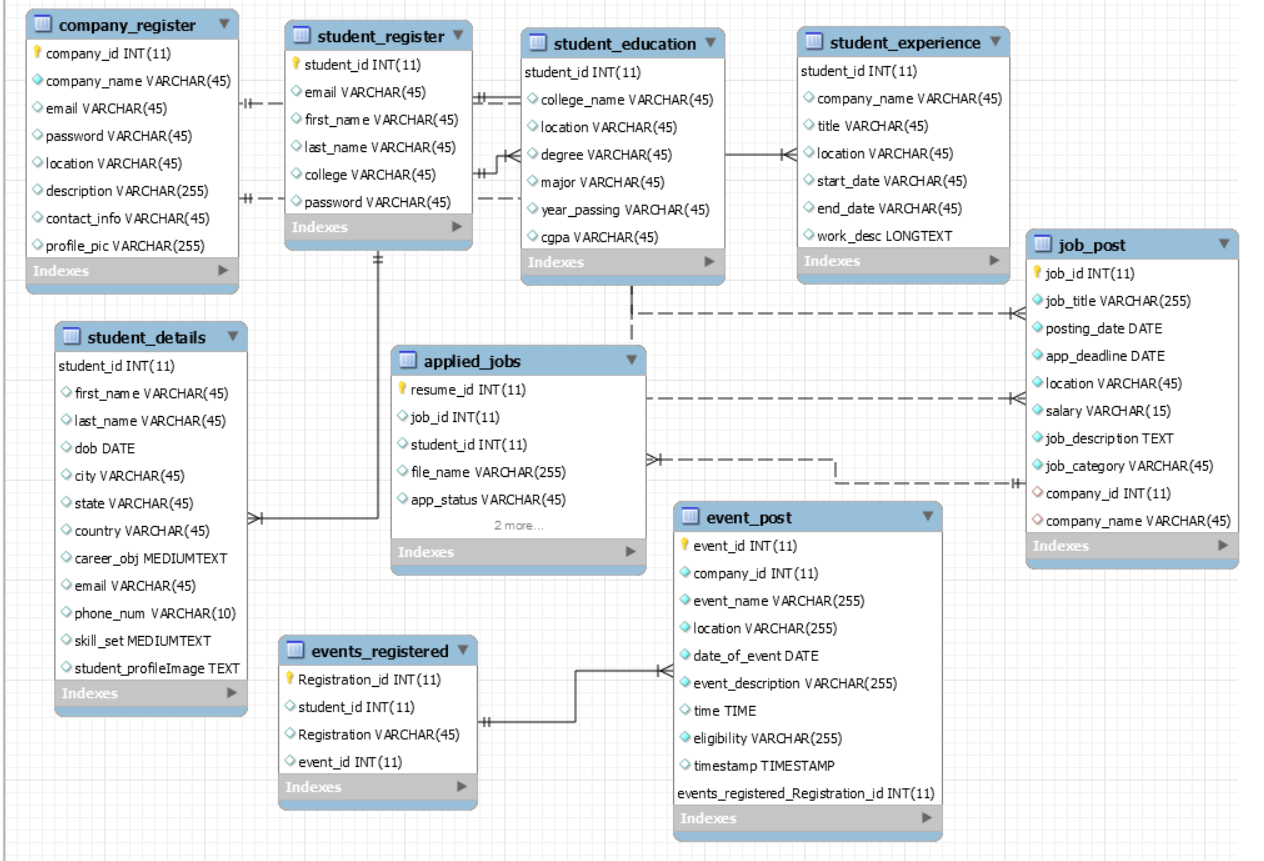 company_register
company_id INT(11)
company_name VARCHAR(45)
email VARCHAR(45)
password VARCHAR(45)
location VARCHAR(45)
description VARCHAR(255)
contact_info VARCHAR(45)
profile_pic VARCHAR(255)
Indexes
student_register
student_id INT(11)
email VARCHAR(45)
first_name VARCHAR(45)
last_name VARCHAR(45)
college VARCHAR(45)
password VARCHAR(45)
Indexes
student_education
student_id INT(11)
college_name VARCHAR(45)
location VARCHAR(45)
degree VARCHAR(45)
major VARCHAR(45)
year_passing VARCHAR(45)
cgpa VARCHAR(45)
Indexes
student_experience
student_id INT(11)
company_name VARCHAR(45)
title VARCHAR(45)
location VARCHAR(45)
start_date VARCHAR(45)
end_date VARCHAR(45)
work_desc LONGTEXT
Indexes
job_post
job_id INT(11)
job_title VARCHAR(255)
posting_date DATE
app_deadline DATE
location VARCHAR(45)
salary VARCHAR(15)
job_description TEXT
job_category VARCHAR(45)
company_id INT(11)
company_name VARCHAR(45)
Indexes
student_details
student_id INT(11)
first_name VARCHAR(45)
last_name VARCHAR(45)
dob DATE
city VARCHAR(45)
state VARCHAR(45)
country VARCHAR(45)
career_obj MEDIUMTEXT
email VARCHAR(45)
phone_num VARCHAR(10)
skill_set MEDIUMTEXT
student_profileImage TEXT
Indexes
applied_jobs
resume_id INT(11)
job_id INT(11)
student_id INT(11)
file_name VARCHAR(255)
app_status VARCHAR(45)
2 more...
Indexes
event_post
event_id INT(11)
company_id INT(11)
event_name VARCHAR(255)
location VARCHAR(255)
date_of_event DATE
event_description VARCHAR(255)
time TIME
eligibility VARCHAR(255)
timestamp TIMESTAMP
events_registered_Registration_id INT(11)
Indexes
events_registered
Registration_id INT(11)
student_id INT(11)
Registration VARCHAR(45)
event_id INT(11)
Indexes